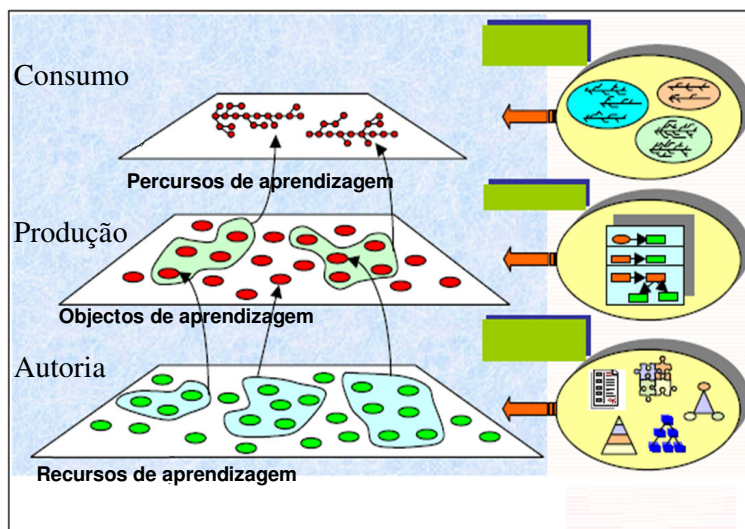 Consumo
Percursos de aprendizagem
Produção
Objectos de aprendizagem
Autoria
Recursos de aprendizagem